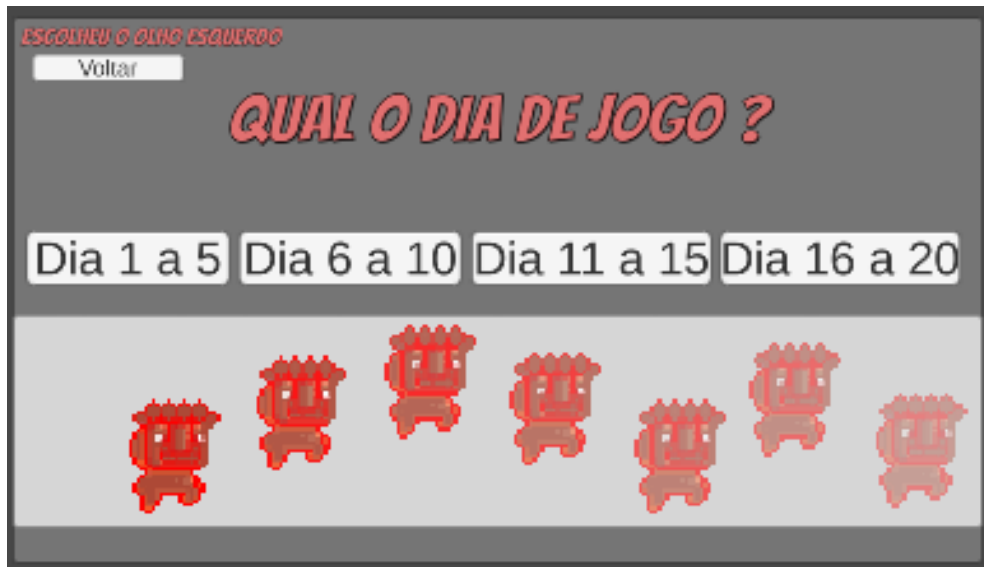 ESCOLHEU O OLHO ESQUERDO
Voltar
QUAL O DIA DE JOGO ?
Dia 1 a 5
Dia 6 a 10
Dia 11 a 15
Dia 16 a 20